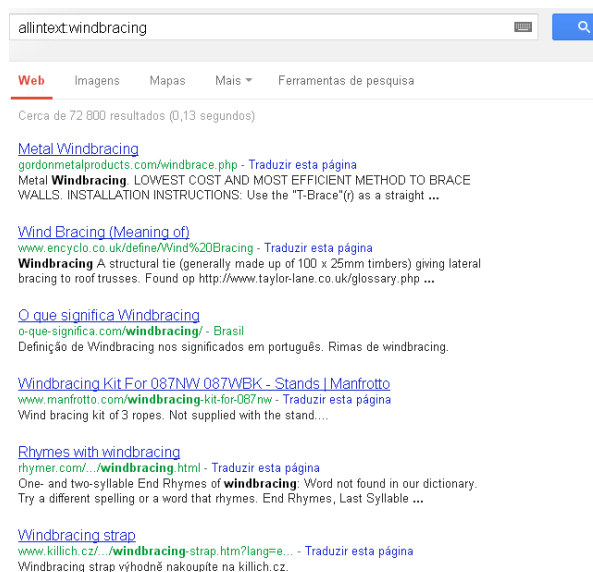 allintext:windbracing
Web Imagens Mapas Mais Ferramentas de pesquisa
Cerca de 72 800 resultados (0,13 segundos)
Metal Windbracing
gordonmetalproducts.com/windbrace.php - Traduzir esta página
Metal Windbracing. LOWEST COST AND MOST EFFICIENT METHOD TO BRACE
WALLS. INSTALLATION INSTRUCTIONS: Use the "T-Brace"(r) as a straight ...
Wind Bracing (Meaning of)
www.encyclo.co.uk/define/Wind%20Bracing - Traduzir esta página
Windbracing A structural tie (generally made up of 100 x 25mm timbers) giving lateral
bracing to roof trusses. Found op http://www.taylor-lane.co.uk/glossary.php ...
O que significa Windbracing
o-que-significa.com/windbracing/ - Brasil
Definição de Windbracing nos significados em português. Rimas de windbracing.
Windbracing Kit For 087NW 087WBK - Stands | Manfrotto
www.manfrotto.com/windbracing-kit-for-087nw - Traduzir esta página
Wind bracing kit of 3 ropes. Not supplied with the stand....
Rhymes with windbracing
rhymer.com/.../windbracing.html - Traduzir esta página
One- and two-syllable End Rhymes of windbracing: Word not found in our dictionary.
Try a different spelling or a word that rhymes. End Rhymes, Last Syllable ...
Windbracing strap
www.killich.cz/.../windbracing-strap.htm?lang=e... - Traduzir esta página
Windbracing strap výhodně nakoupíte na killich.cz.